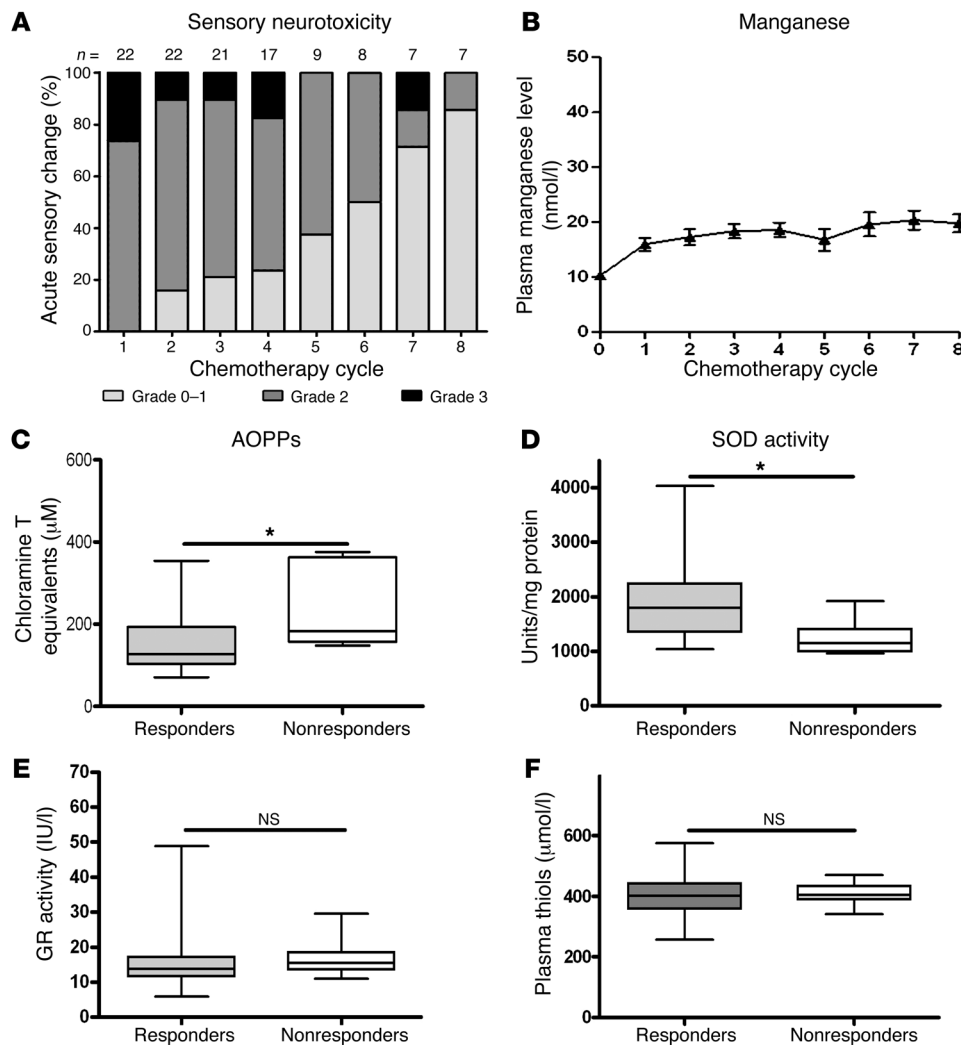 A
Sensory neurotoxicity
n = 22 22 21 17 9 8 7 7
Acute sensory change (%)
100
80
60
40
20
0
1 2 3 4 5 6 7 8
Chemotherapy cycle
Grade 0–1 Grade 2 Grade 3
B
Manganese
Plasma manganese level
(nmol/l)
50
50
30
20
10
0
0 1 2 3 4 5 6 7 8
Chemotherapy cycle
C
AOPPs
Chloramine T
equivalents (μM)
600
400
200
0
*
Responders Nonresponders
D
SOD activity
Units/mg protein
4000
3000
2000
1000
0
*
Responders Nonresponders
E
GR activity (IU/l)
70
60
50
40
30
20
10
0
NS
Responders Nonresponders
F
Plasma thiols (μmol/l)
600
400
200
0
NS
Responders Nonresponders